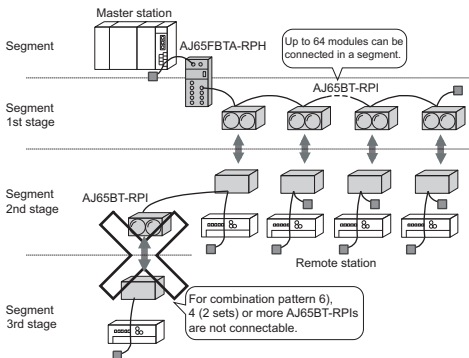 Master station
Segment
AJ65FBTA-RPH
Up to 64 modules can be
connected in a segment.
AJ65BT-RPI
Segment
1st stage
Segment
2nd stage
AJ65BT-RPI
Remote station
Segment
3rd stage
For combination pattern 6),
4 (2 sets) or more AJ65BT-RPIs
are not connectable.